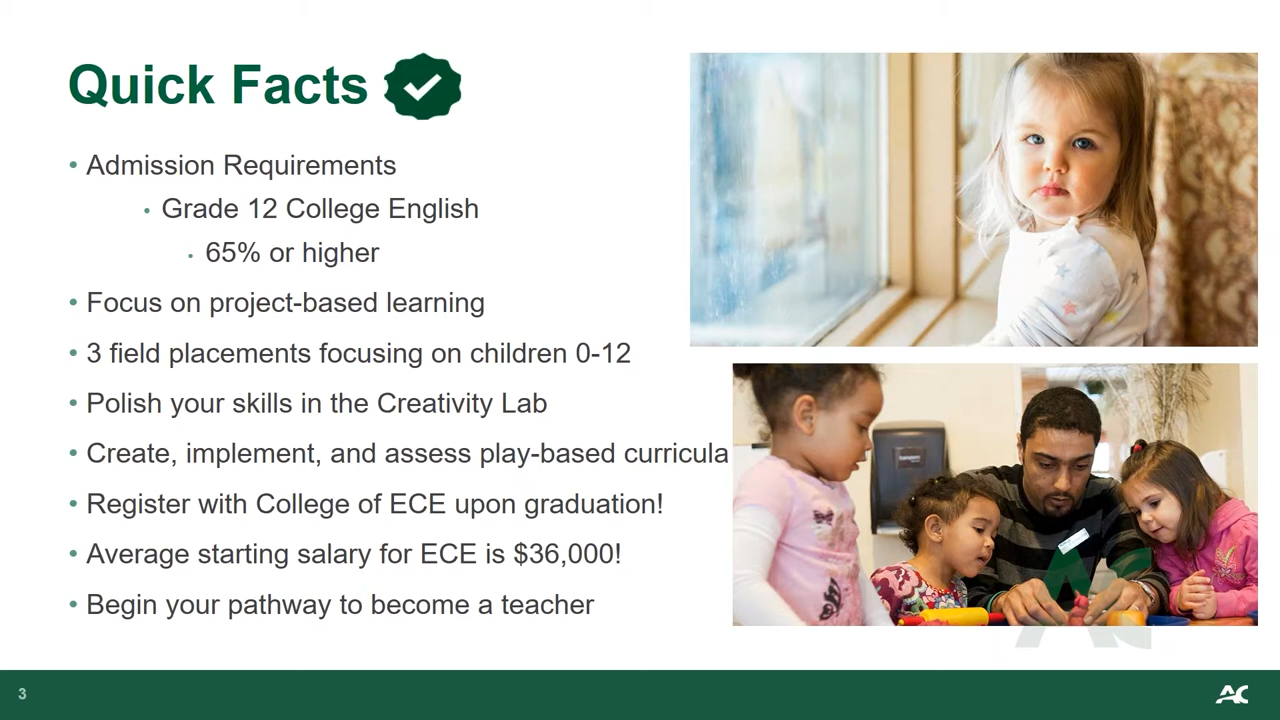 Quick Facts
• Admission Requirements
• Grade 12 College English
• 65% or higher
• Focus on project-based learning
• 3 field placements focusing on children 0-12
• Polish your skills in the Creativity Lab
• Create, implement, and assess play-based curricula
• Register with College of ECE upon graduation!
• Average starting salary for ECE is $36,000!
• Begin your pathway to become a teacher
3
AC